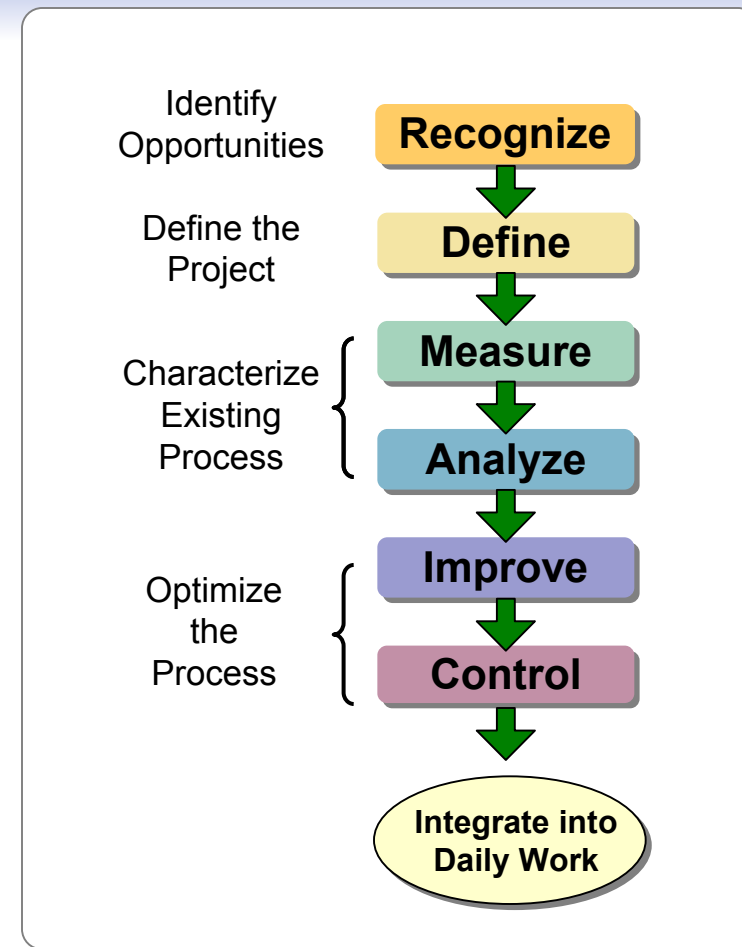 Identify
Opportunities
Recognize
Define the
Project
Define
Measure
Characterize
Existing
Process
Analyze
Improve
Optimize
the
Process
Control
Integrate into
Daily Work